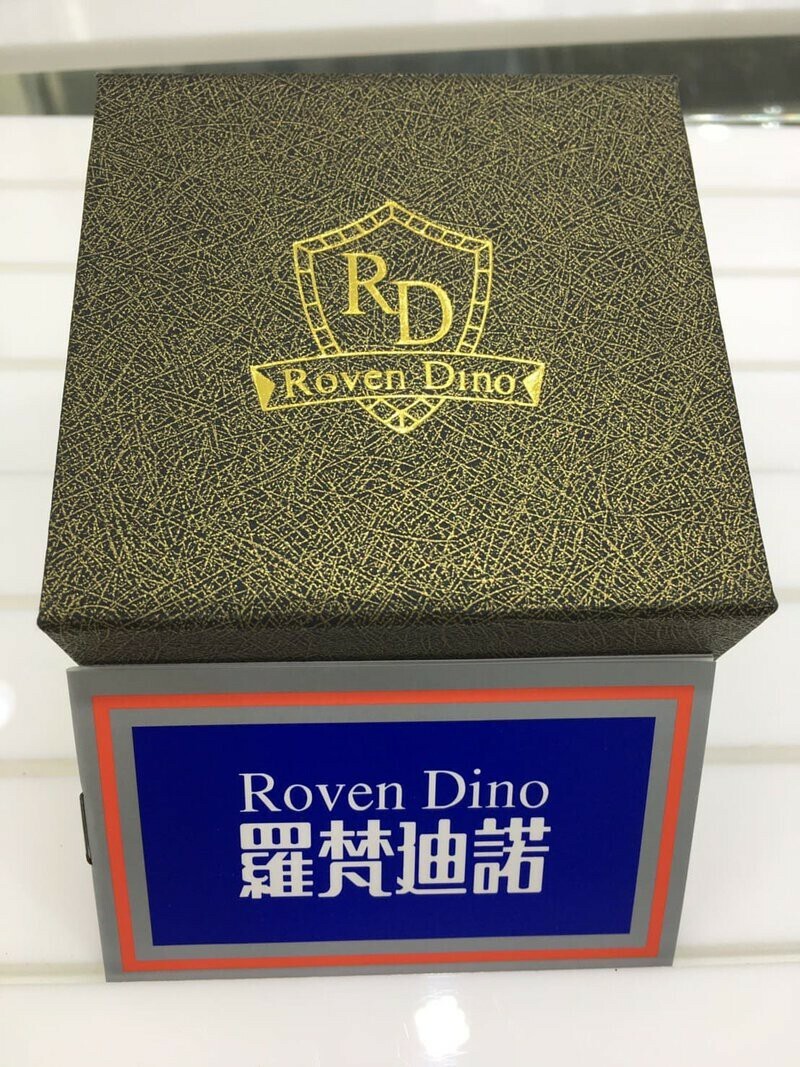 RD
Roven Dino
Roven Dino
羅梵迪諾